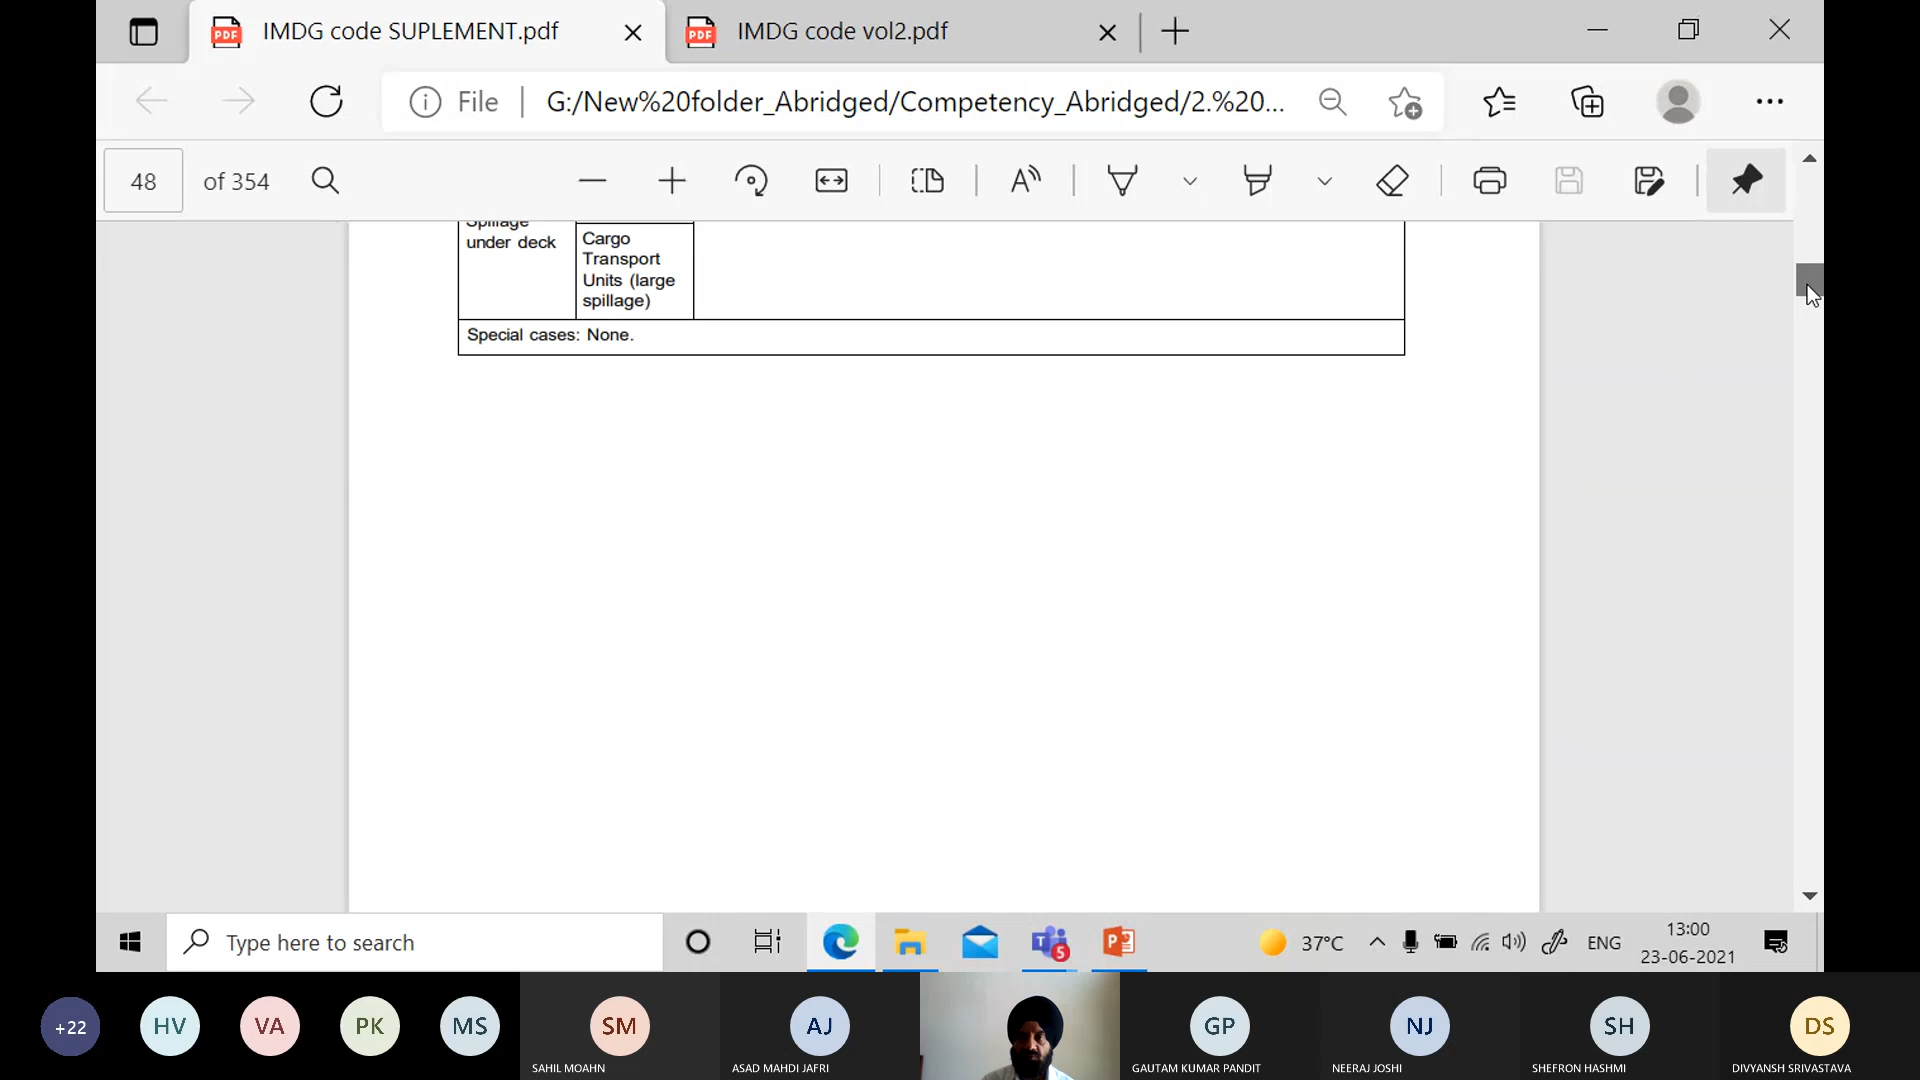 IMDG code SUPLEMENT.pdf
IMDG code vol2.pdf
File
G:/New%20folder_Abridged/Competency_Abridged/2.%20...
48
of 354
Spillage
under deck
Cargo
Transport
Units (large
spillage)
Special cases: None.
Type here to search
5
37°C
ENG
13:00
23-06-2021
+22
HV
VA
PK
MS
SM
AJ
GP
NJ
SH
DS
SAHIL MOAHN
ASAD MAHDI JAFRI
GAUTAM KUMAR PANDIT
NEERAJ JOSHI
SHEFRON HASHMI
DIVYANSH SRIVASTAVA